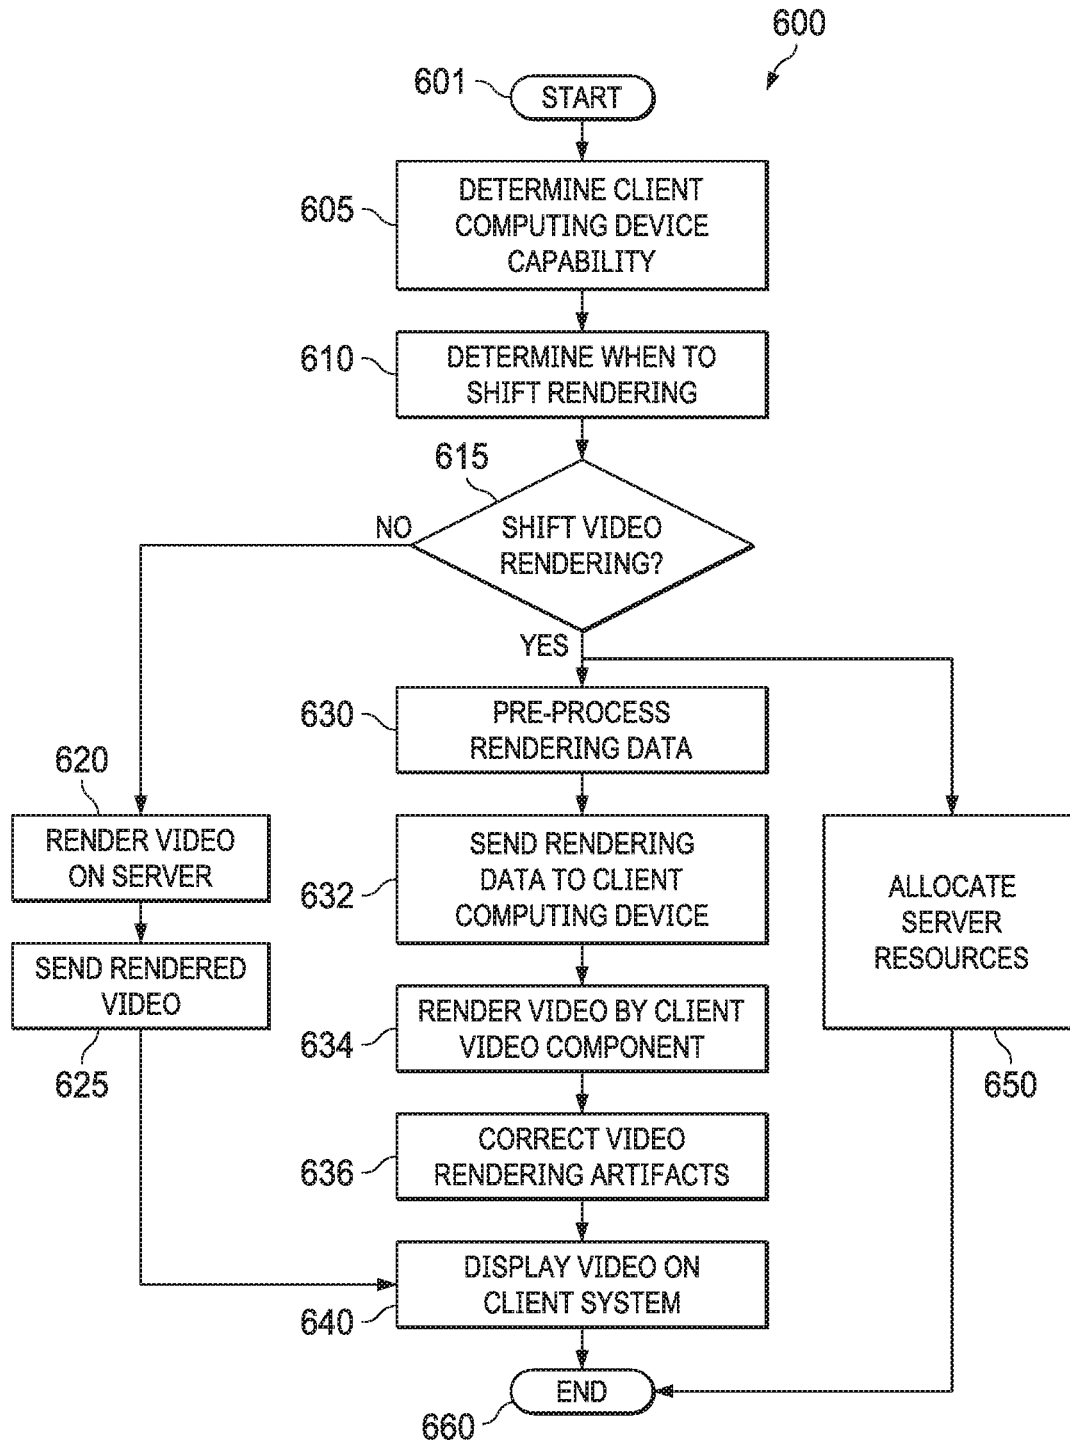 600
601
START
605
DETERMINE CLIENT
COMPUTING DEVICE
CAPABILITY
610
DETERMINE WHEN TO
SHIFT RENDERING
615
SHIFT VIDEO
RENDERING?
NO
YES
630
PRE-PROCESS
RENDERING DATA
620
RENDER VIDEO
ON SERVER
632
SEND RENDERING
DATA TO CLIENT
COMPUTING DEVICE
ALLOCATE
SERVER
RESOURCES
650
SEND RENDERED
VIDEO
625
634
RENDER VIDEO BY CLIENT
VIDEO COMPONENT
636
CORRECT VIDEO
RENDERING ARTIFACTS
640
DISPLAY VIDEO ON
CLIENT SYSTEM
END
660